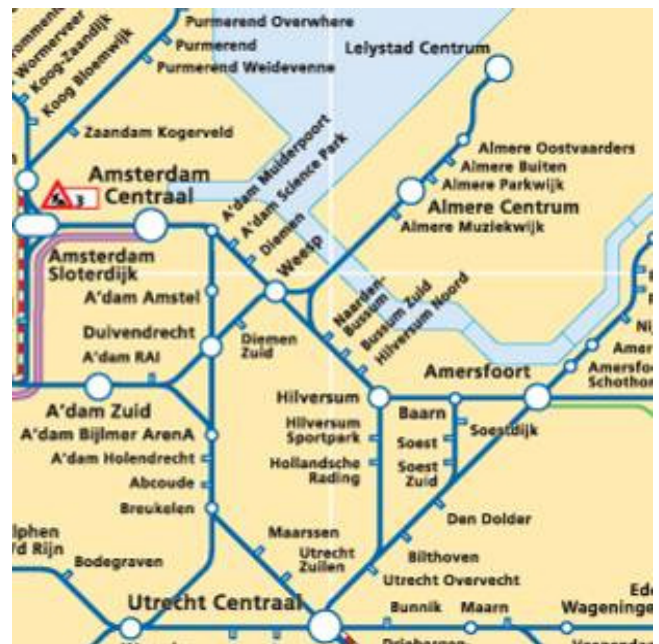 Purmerend Overwhere
Wormerveer
Koog-Zaandijk
Koog Bloemwijk
Purmerend
Purmerend Weidevenne
Lelystad Centrum
Zaandam Kogerveld
A'dam Muiderpoort
A'dam Science Park
Diemen
Weesp
Almere Oostvaarders
Almere Buiten
Almere Parkwijk
Almere Centrum
Almere Muziekwijk
Amsterdam
Centraal
3
Amsterdam
Sloterdijk
A'dam Amstel
Duivendrecht
A'dam RAI
Diemen
Zuid
Naarden-
Bussum
Bussum Zuid
Hilversum Noord
A'dam Zuid
A'dam Bijlmer ArenA
A'dam Holendrecht
Abcoude
Breukelen
Hilversum
Hilversum
Sportpark
Hollandsche
Rading
Amersfoort
Baarn
Soest
Soest
Zuid
Soestdijk
Schothor
Den Dolder
Bilthoven
Utrecht Overvecht
Maarssen
Utrecht
Zuilen
Bodegraven
Utrecht Centraal
Bunnik
Maarn
Ede
Wageninge